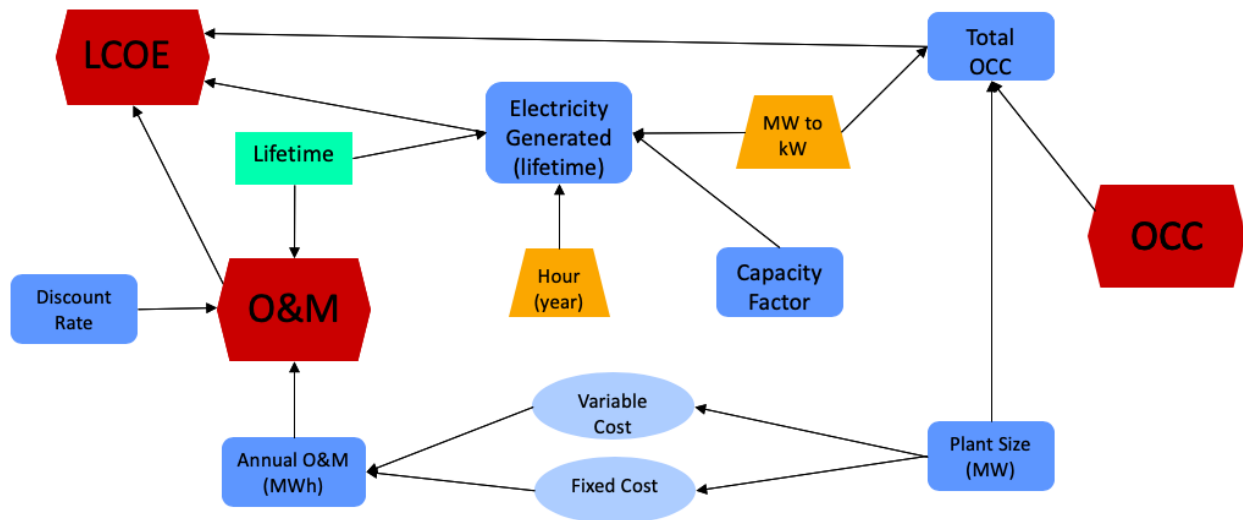 LCOE
Total
OCC
Electricity
Generated
(lifetime)
MW to
kW
Lifetime
OCC
Discount
Rate
O&M
Hour
(year)
Capacity
Factor
Variable
Cost
Annual O&M
(MWh)
Fixed Cost
Plant Size
(MW)